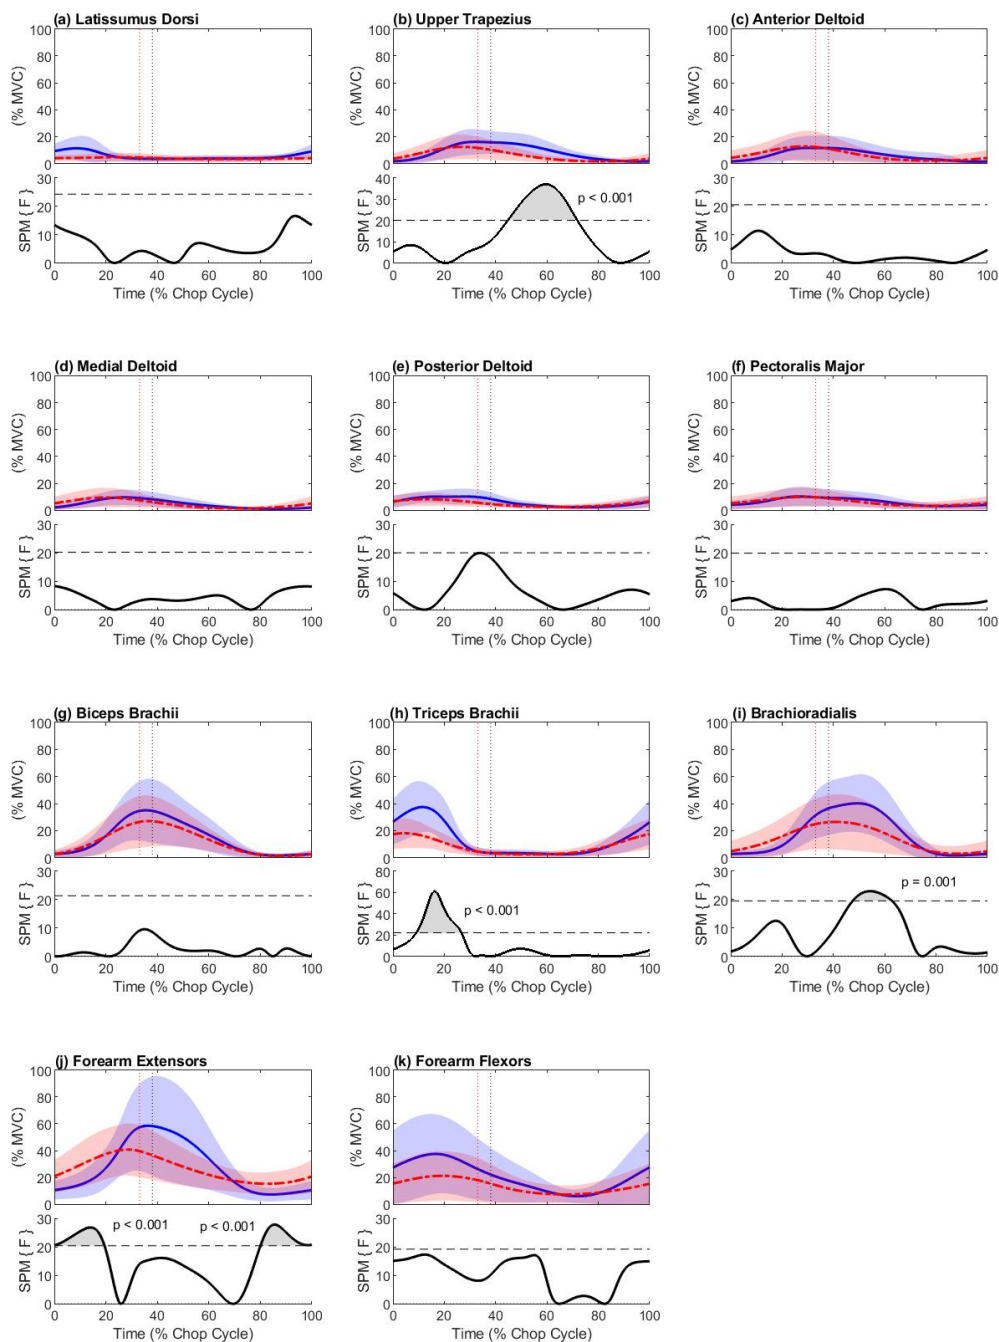 (a) Latissumus Dorsi (b) Upper Trapezius (c) Anterior Deltoid
100 100 100
80 80 80
60 60 60
40 40 40
20 20 20
0 0 0
(% MVC) (% MVC) (% MVC)
30 40 30
20 30 20
10 20 10
0 10 0
0
SPM { F } SPM { F } SPM { F }
p < 0.001
0 20 40 60 80 100 0 20 40 60 80 100 0 20 40 60 80 100
Time (% Chop Cycle) Time (% Chop Cycle) Time (% Chop Cycle)
(d) Medial Deltoid (e) Posterior Deltoid (f) Pectoralis Major
100 100 100
80 80 80
60 60 60
40 40 40
20 20 20
0 0 0
(% MVC) (% MVC) (% MVC)
30 30 30
20 20 20
10 10 10
0 0 0
SPM { F } SPM { F } SPM { F }
0 20 40 60 80 100 0 20 40 60 80 100 0 20 40 60 80 100
Time (% Chop Cycle) Time (% Chop Cycle) Time (% Chop Cycle)
(g) Biceps Brachii (h) Triceps Brachii (i) Brachioradialis
100 100 100
80 80 80
60 60 60
40 40 40
20 20 20
0 0 0
(% MVC) (% MVC) (% MVC)
30 80 30
20 60 20
10 40 10
0 20 0
0
SPM { F } SPM { F } SPM { F }
p < 0.001 p = 0.001
0 20 40 60 80 100 0 20 40 60 80 100 0 20 40 60 80 100
Time (% Chop Cycle) Time (% Chop Cycle) Time (% Chop Cycle)
(j) Forearm Extensors (k) Forearm Flexors
100 100
80 80
60 60
40 40
20 20
0 0
(% MVC) (% MVC)
30 30
20 20
10 10
0 0
SPM { F } SPM { F }
p < 0.001 p < 0.001
0 20 40 60 80 100 0 20 40 60 80 100
Time (% Chop Cycle) Time (% Chop Cycle)